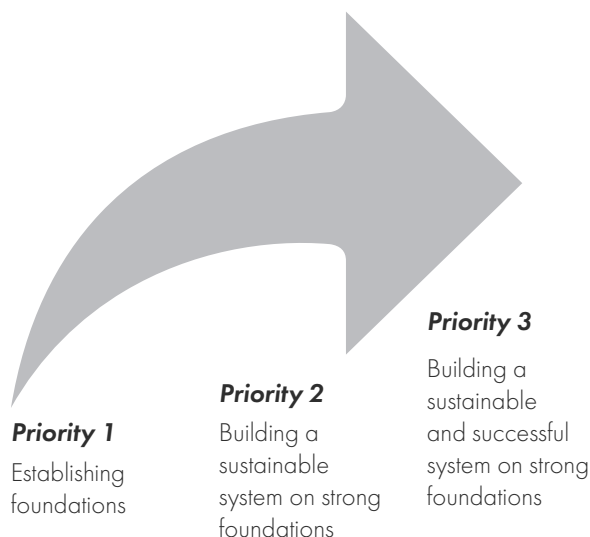 Priority 1
Establishing
foundations
Priority 2
Building a
sustainable
system on strong
foundations
Priority 3
Building a
sustainable
and successful
system on strong
foundations